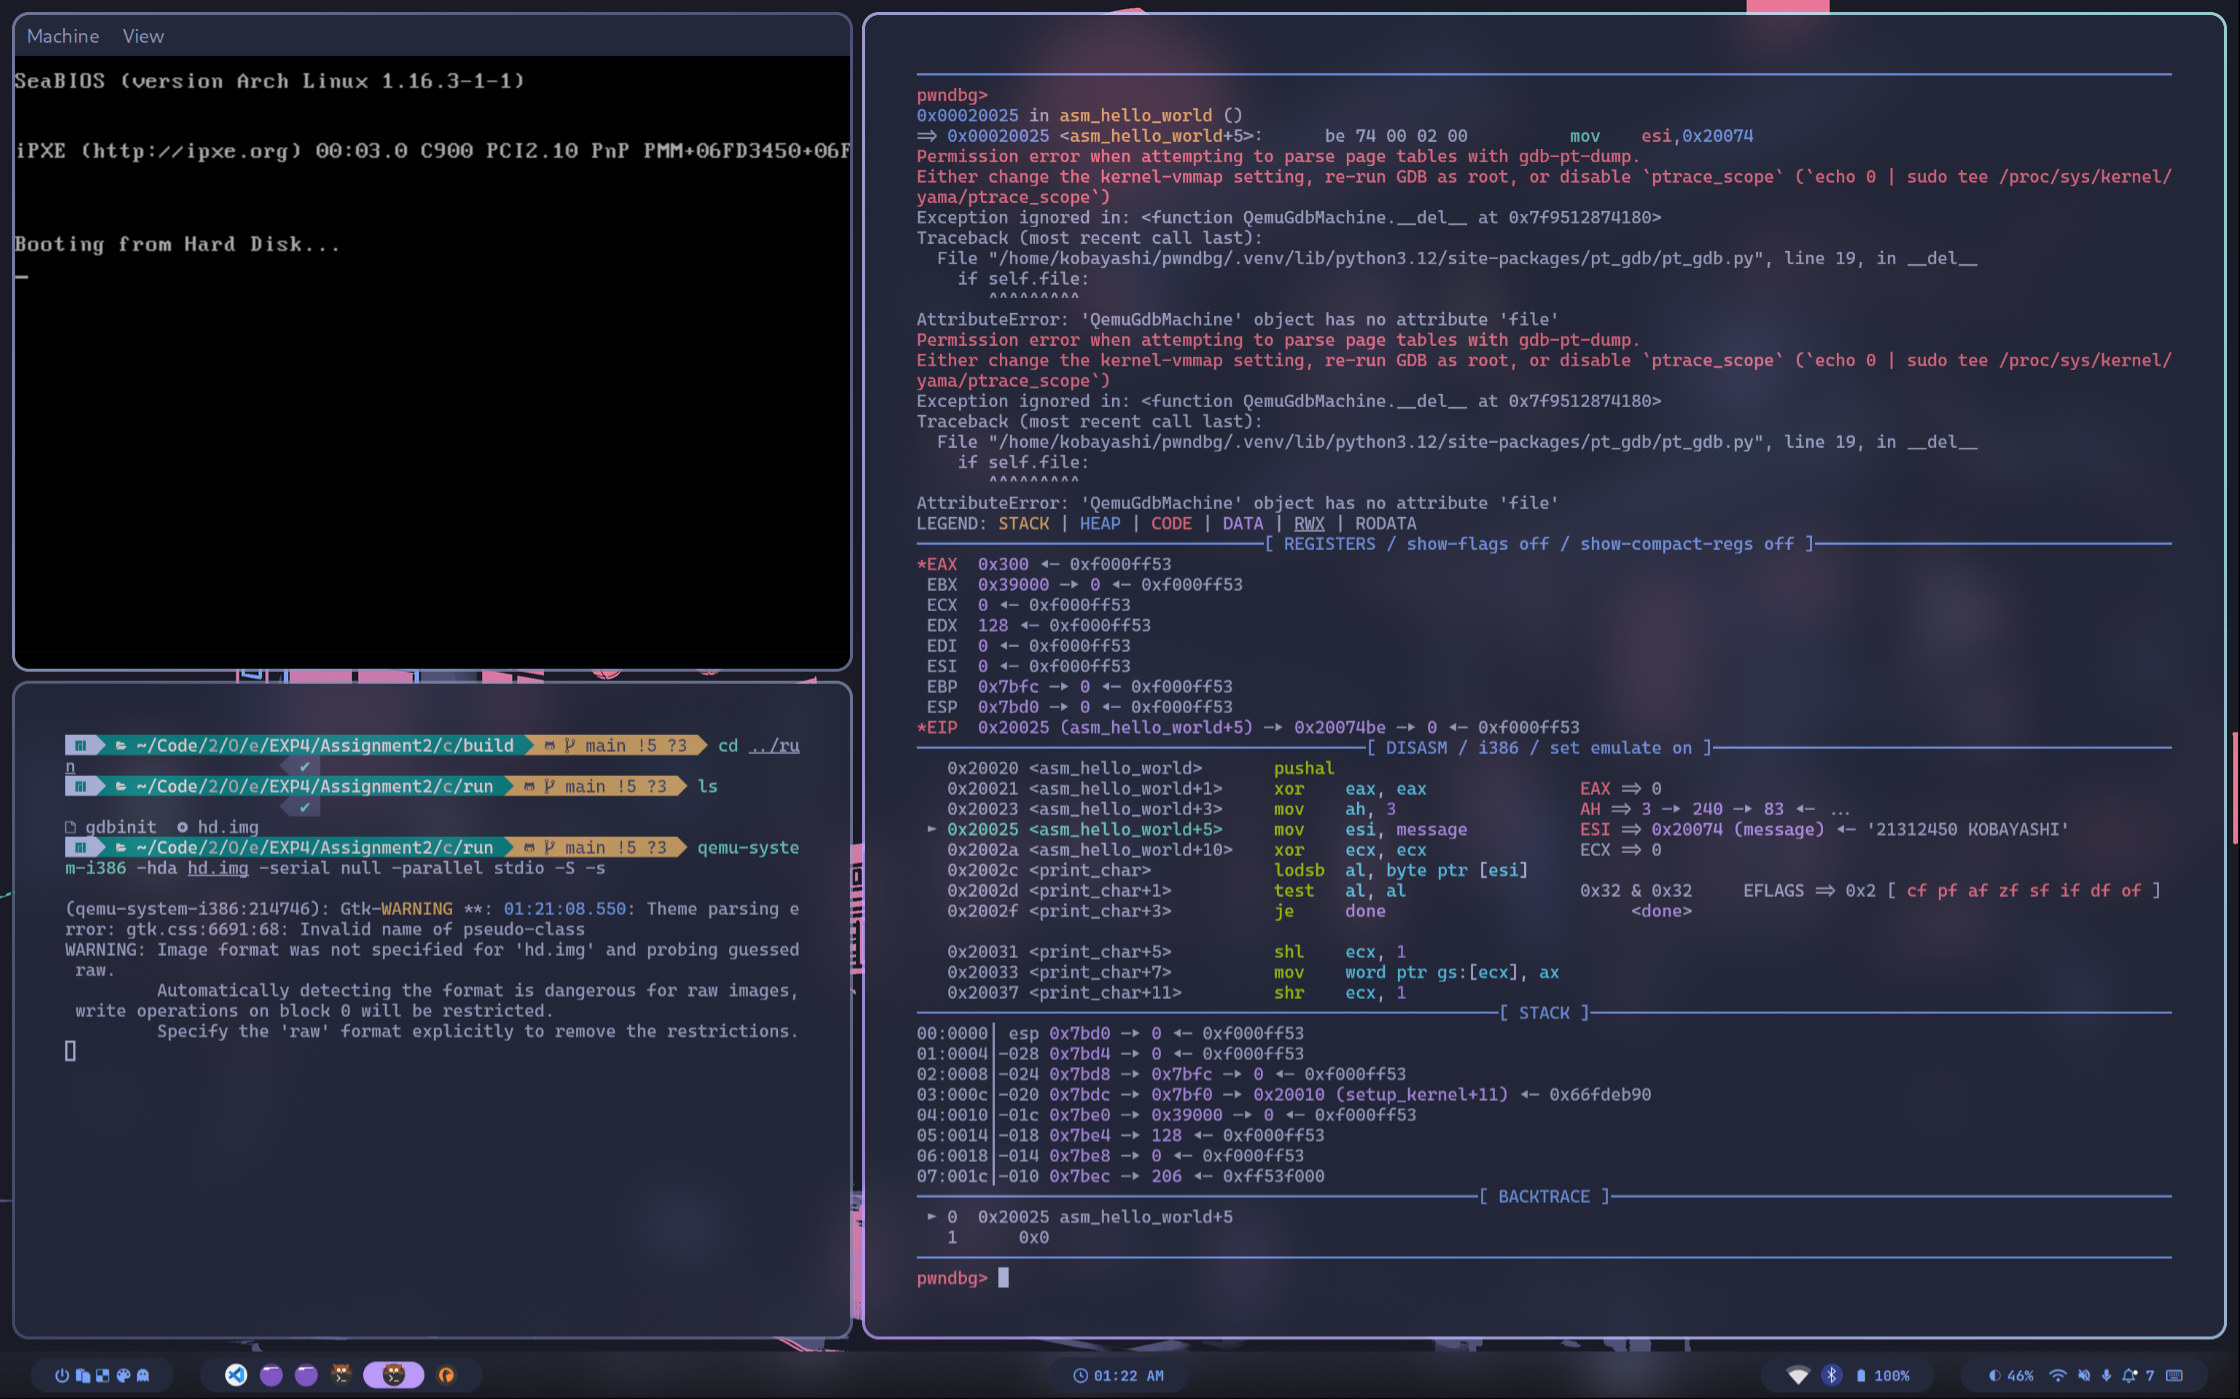 Machine View
SeaBIOS (version Arch Linux 1.16.3-1-1)
iPXE (http://ipxe.org) 00:03.0 C900 PCI2.10 PnP PMM+06FD3450+06F
Booting from Hard Disk...
~/Code/2/O/e/EXP4/Assignment2/c/build main !5 ?3 cd ../ru
n ✔
~/Code/2/O/e/EXP4/Assignment2/c/run main !5 ?3 ls
✔
gdbinit hd.img
~/Code/2/O/e/EXP4/Assignment2/c/run main !5 ?3 qemu-syste
m-i386 -hda hd.img -serial null -parallel stdio -S -s
(qemu-system-i386:214746): Gtk-WARNING **: 01:21:08.550: Theme parsing e
rror: gtk.css:6691:68: Invalid name of pseudo-class
WARNING: Image format was not specified for 'hd.img' and probing guessed
raw.
Automatically detecting the format is dangerous for raw images,
write operations on block 0 will be restricted.
Specify the 'raw' format explicitly to remove the restrictions.
pwndbg>
0x00020025 in asm_hello_world ()
=> 0x00020025 <asm_hello_world+5>: be 74 00 02 00 mov esi,0x20074
Permission error when attempting to parse page tables with gdb-pt-dump.
Either change the kernel-vmmap setting, re-run GDB as root, or disable `ptrace_scope` (`echo 0 | sudo tee /proc/sys/kernel/
yama/ptrace_scope`)
Exception ignored in: <function QemuGdbMachine.__del__ at 0x7f9512874180>
Traceback (most recent call last):
File "/home/kobayashi/pwndbg/.venv/lib/python3.12/site-packages/pt_gdb/pt_gdb.py", line 19, in __del__
if self.file:
^^^^^^^^^
AttributeError: 'QemuGdbMachine' object has no attribute 'file'
Permission error when attempting to parse page tables with gdb-pt-dump.
Either change the kernel-vmmap setting, re-run GDB as root, or disable `ptrace_scope` (`echo 0 | sudo tee /proc/sys/kernel/
yama/ptrace_scope`)
Exception ignored in: <function QemuGdbMachine.__del__ at 0x7f9512874180>
Traceback (most recent call last):
File "/home/kobayashi/pwndbg/.venv/lib/python3.12/site-packages/pt_gdb/pt_gdb.py", line 19, in __del__
if self.file:
^^^^^^^^^
AttributeError: 'QemuGdbMachine' object has no attribute 'file'
LEGEND: STACK | HEAP | CODE | DATA | RWX | RODATA
[ REGISTERS / show-flags off / show-compact-regs off ]
*EAX 0x300 ◂— 0xf000ff53
EBX 0x39000 —▸ 0 ◂— 0xf000ff53
ECX 0 ◂— 0xf000ff53
EDX 128 ◂— 0xf000ff53
EDI 0 ◂— 0xf000ff53
ESI 0 ◂— 0xf000ff53
EBP 0x7bfc —▸ 0 ◂— 0xf000ff53
ESP 0x7bd0 —▸ 0 ◂— 0xf000ff53
*EIP 0x20025 (asm_hello_world+5) —▸ 0x20074be —▸ 0 ◂— 0xf000ff53
[ DISASM / i386 / set emulate on ]
0x20020 <asm_hello_world> pushal
0x20021 <asm_hello_world+1> xor eax, eax EAX => 0
0x20023 <asm_hello_world+3> mov ah, 3 AH => 3 —▸ 240 —▸ 83 ◂— ...
► 0x20025 <asm_hello_world+5> mov esi, message ESI => 0x20074 (message) ◂— '21312450 KOBAYASHI'
0x2002a <asm_hello_world+10> xor ecx, ecx ECX => 0
0x2002c <print_char> lodsb al, byte ptr [esi]
0x2002d <print_char+1> test al, al 0x32 & 0x32 EFLAGS => 0x2 [ cf pf af zf sf if df of ]
0x2002f <print_char+3> je done <done>
0x20031 <print_char+5> shl ecx, 1
0x20033 <print_char+7> mov word ptr gs:[ecx], ax
0x20037 <print_char+11> shr ecx, 1
[ STACK ]
00:0000│ esp 0x7bd0 —▸ 0 ◂— 0xf000ff53
01:0004│-028 0x7bd4 —▸ 0 ◂— 0xf000ff53
02:0008│-024 0x7bd8 —▸ 0x7bfc —▸ 0 ◂— 0xf000ff53
03:000c│-020 0x7bdc —▸ 0x7bf0 —▸ 0x20010 (setup_kernel+11) ◂— 0x66fdeb90
04:0010│-01c 0x7be0 —▸ 0x39000 —▸ 0 ◂— 0xf000ff53
05:0014│-018 0x7be4 —▸ 128 ◂— 0xf000ff53
06:0018│-014 0x7be8 —▸ 0 ◂— 0xf000ff53
07:001c│-010 0x7bec —▸ 206 ◂— 0xff53f000
[ BACKTRACE ]
► 0 0x20025 asm_hello_world+5
1 0x0
pwndbg>
01:22 AM
100%
46%
7